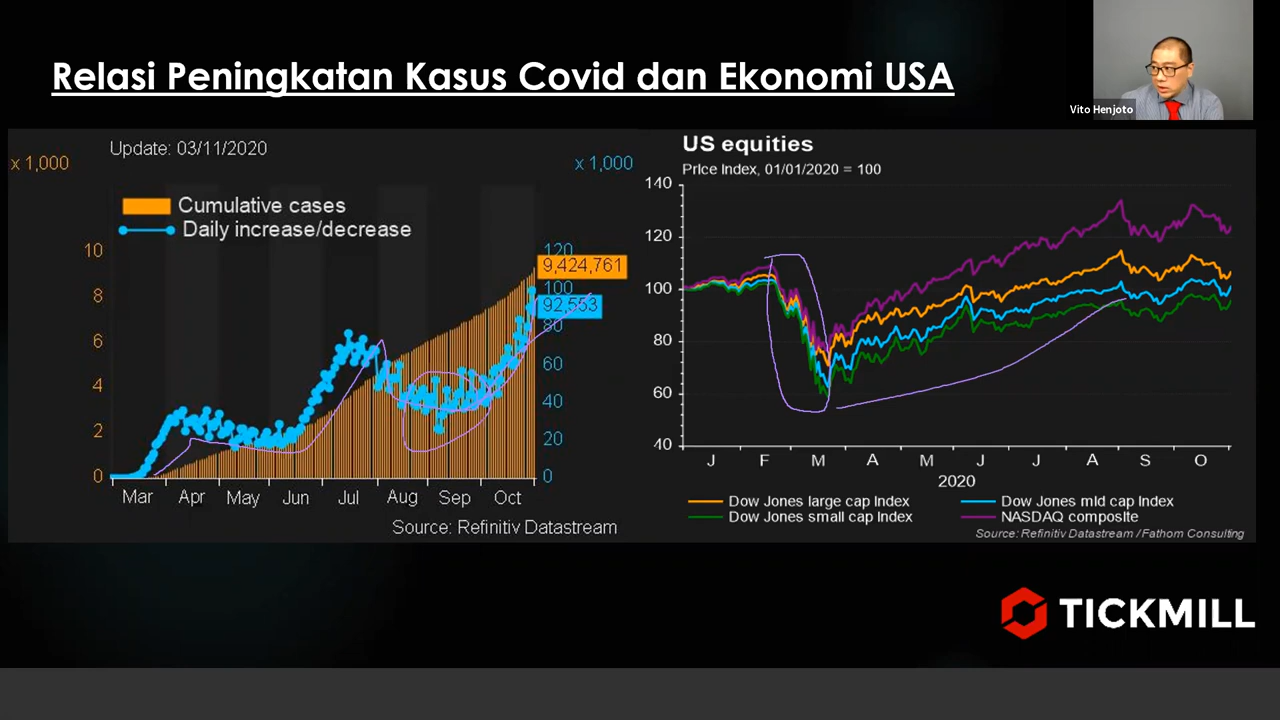 Relasi Peningkatan Kasus Covid dan Ekonomi USA
Vito Henjoto
Update: 03/11/2020
x 1,000
x 1,000
Cumulative cases
Daily increase/decrease
10
8
6
4
2
0
120
100
80
60
40
20
0
9,424,761
92,553
Mar Apr May Jun Jul Aug Sep Oct
Source: Refinitiv Datastream
US equities
Price Index, 01/01/2020 = 100
140
120
100
80
60
40
J F M A M J J A S O
2020
Dow Jones large cap Index
Dow Jones mid cap Index
Dow Jones small cap Index
NASDAQ composite
Source: Refinitiv Datastream / Fathom Consulting
TICKMILL